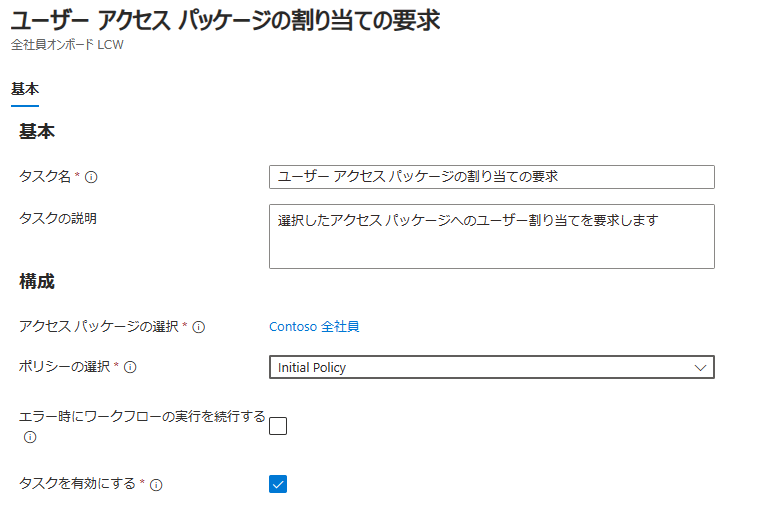 ユーザー アクセス パッケージの割り当ての要求
全社員オンボード LCW
基本
基本
タスク名 *
ユーザー アクセス パッケージの割り当ての要求
タスクの説明
選択したアクセス パッケージへのユーザー割り当てを要求します
構成
アクセス パッケージの選択 *
Contoso 全社員
ポリシーの選択 *
Initial Policy
エラー時にワークフローの実行を続行する
タスクを有効にする *